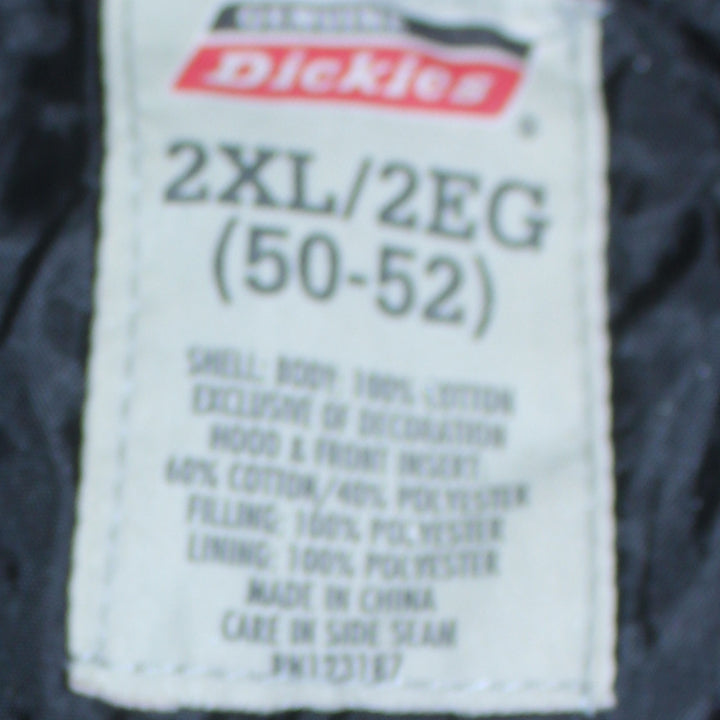 GENUINE
Dickies
2XL/2EG
(50-52)
SHELL: BODY: 100% COTTON
EXCLUSIVE OF DECORATION
HOOD & FRONT INSERT:
60% COTTON/40% POLYESTER
FILLING: 100% POLYESTER
LINING: 100% POLYESTER
MADE IN CHINA
CARE IN SIDE SEAM